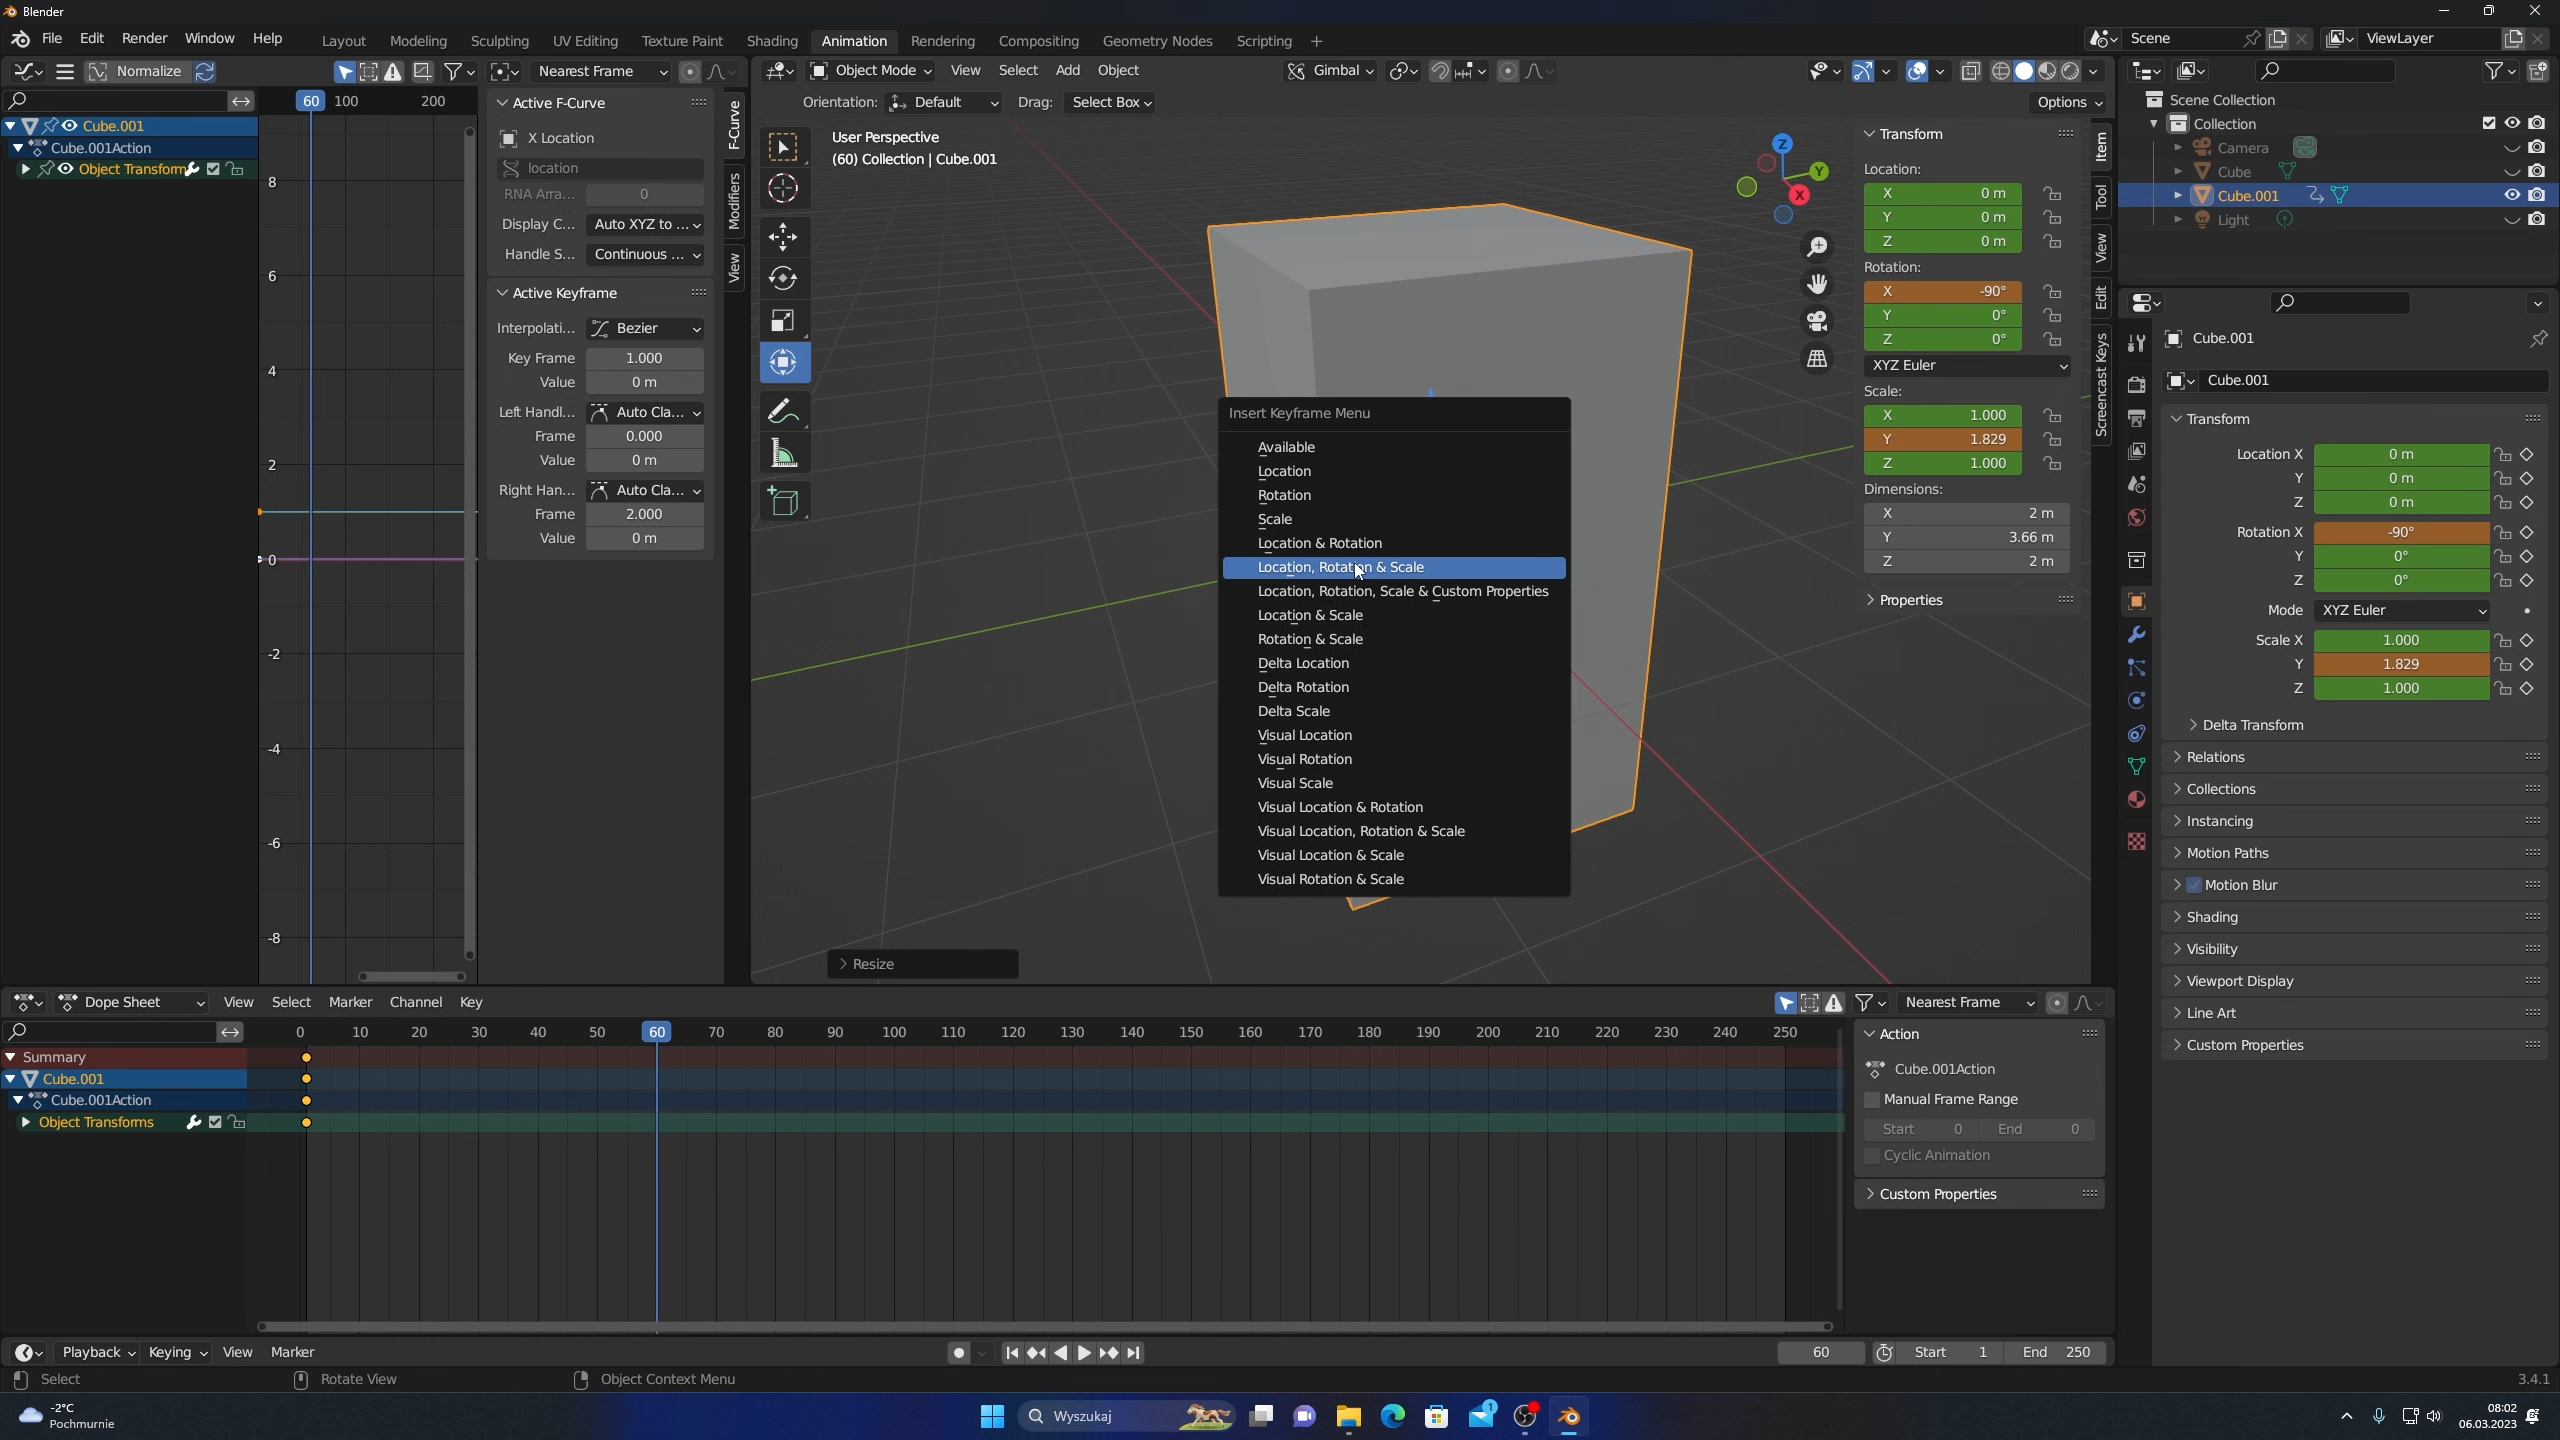 Blender
File Edit Render Window Help Layout Modeling Sculpting UV Editing Texture Paint Shading Animation Rendering Compositing Geometry Nodes Scripting + Scene ViewLayer
Normalize Nearest Frame
60 100 200
Cube.001
Cube.001Action
Object Transform
8
6
4
2
0
-2
-4
-6
-8
Active F-Curve
X Location
location
RNA Arra... 0
Display C... Auto XYZ to ...
Handle S... Continuous ...
Active Keyframe
Interpolati... Bezier
Key Frame 1.000
Value 0 m
Left Handl... Auto Cla...
Frame 0.000
Value 0 m
Right Han... Auto Cla...
Frame 2.000
Value 0 m
F-Curve
Modifiers
View
Object Mode View Select Add Object Gimbal
Orientation: Default Drag: Select Box Options
User Perspective
(60) Collection | Cube.001
Z
Y
X
Insert Keyframe Menu
Available
Location
Rotation
Scale
Location & Rotation
Location, Rotation & Scale
Location, Rotation, Scale & Custom Properties
Location & Scale
Rotation & Scale
Delta Location
Delta Rotation
Delta Scale
Visual Location
Visual Rotation
Visual Scale
Visual Location & Rotation
Visual Location, Rotation & Scale
Visual Location & Scale
Visual Rotation & Scale
Resize
Transform
Location:
X 0 m
Y 0 m
Z 0 m
Rotation:
X -90°
Y 0°
Z 0°
XYZ Euler
Scale:
X 1.000
Y 1.829
Z 1.000
Dimensions:
X 2 m
Y 3.66 m
Z 2 m
Properties
Item
Tool
View
Edit
Screencast Keys
Scene Collection
Collection
Camera
Cube
Cube.001
Light
Cube.001
Cube.001
Transform
Location X 0 m
Y 0 m
Z 0 m
Rotation X -90°
Y 0°
Z 0°
Mode XYZ Euler
Scale X 1.000
Y 1.829
Z 1.000
Delta Transform
Relations
Collections
Instancing
Motion Paths
Motion Blur
Shading
Visibility
Viewport Display
Line Art
Custom Properties
Dope Sheet View Select Marker Channel Key Nearest Frame
0 10 20 30 40 50 60 70 80 90 100 110 120 130 140 150 160 170 180 190 200 210 220 230 240 250
Summary
Cube.001
Cube.001Action
Object Transforms
Action
Cube.001Action
Manual Frame Range
Start 0 End 0
Cyclic Animation
Custom Properties
Playback Keying View Marker 60 Start 1 End 250
Select Rotate View Object Context Menu 3.4.1
-2°C
Pochmurnie
Wyszukaj
1
08:02
06.03.2023